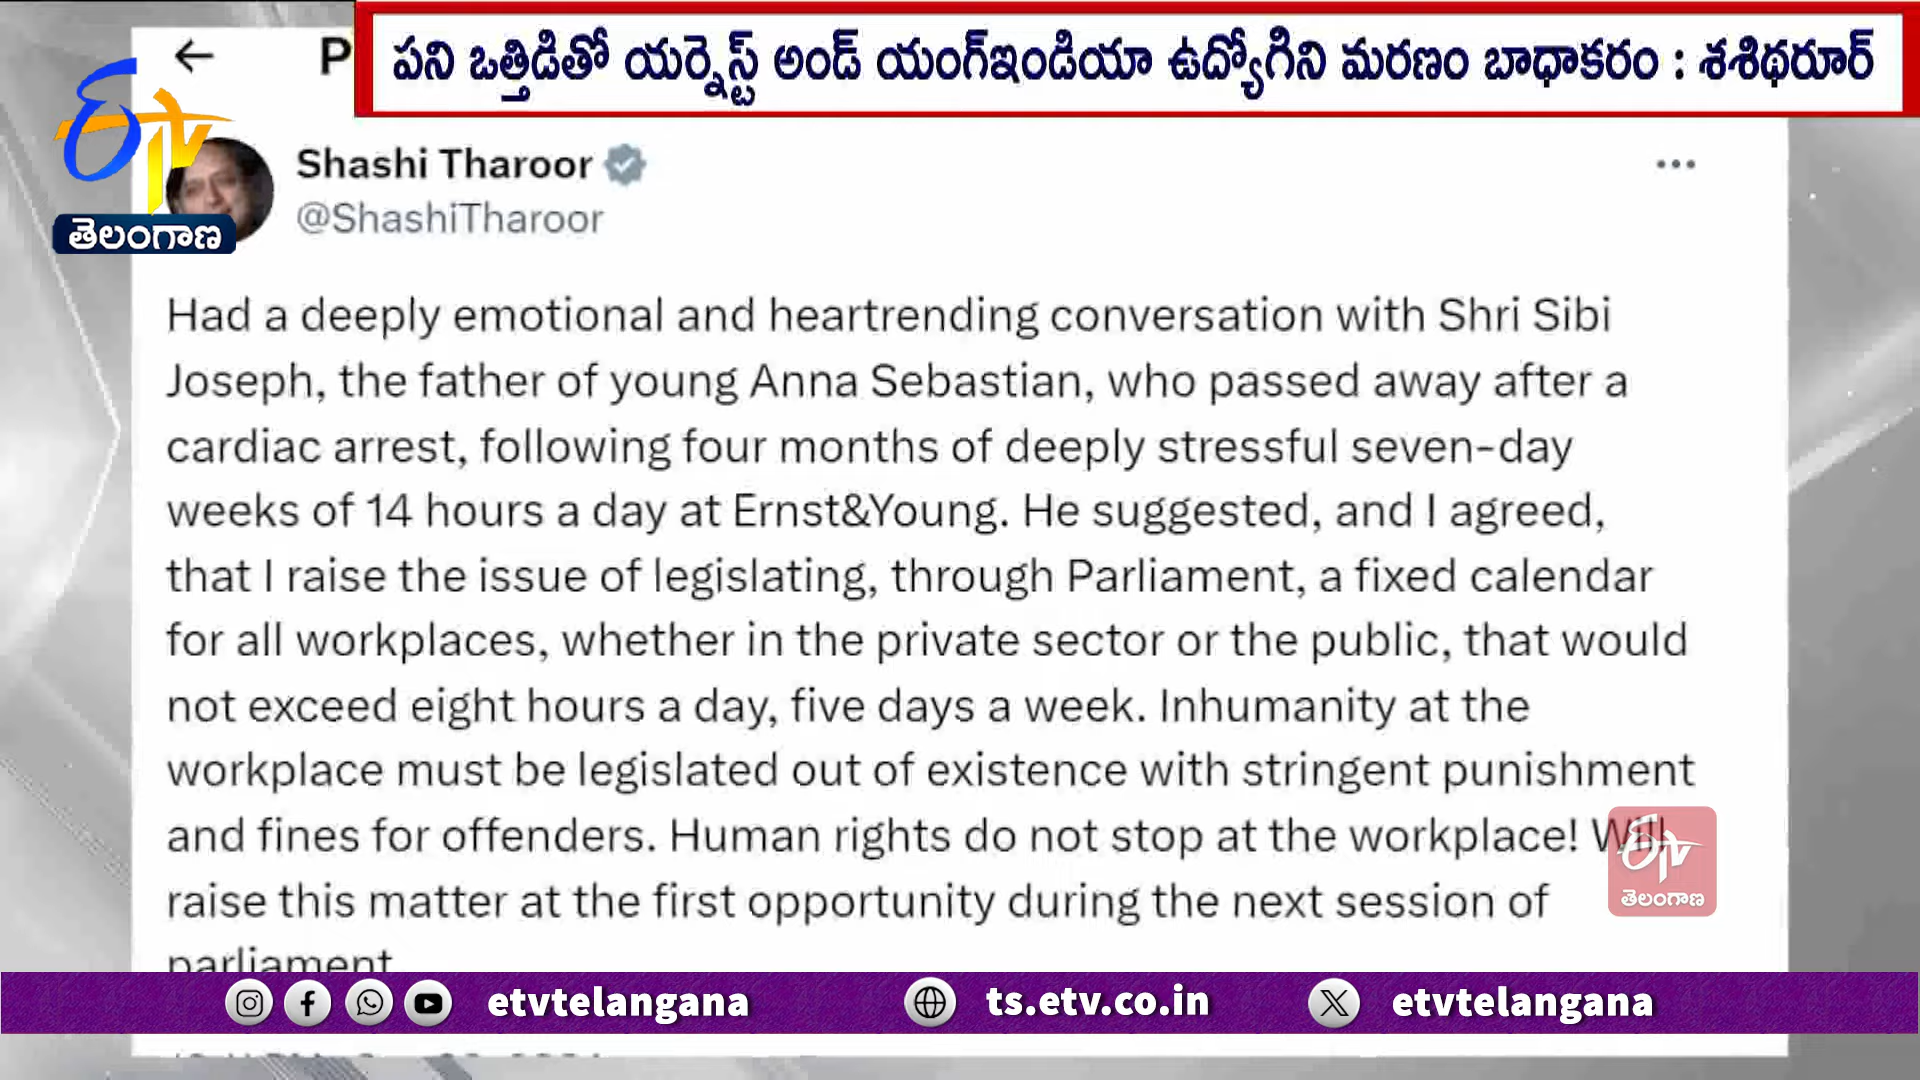 పని ఒత్తిడితో యర్నెస్ట్ అండ్ యంగ్ఇండియా ఉద్యోగిని మరణం బాధాకరం : శశిథరూర్
P
ETV
తెలంగాణ
Shashi Tharoor
@ShashiTharoor
Had a deeply emotional and heartrending conversation with Shri Sibi
Joseph, the father of young Anna Sebastian, who passed away after a
cardiac arrest, following four months of deeply stressful seven-day
weeks of 14 hours a day at Ernst&Young. He suggested, and I agreed,
that I raise the issue of legislating, through Parliament, a fixed calendar
for all workplaces, whether in the private sector or the public, that would
not exceed eight hours a day, five days a week. Inhumanity at the
workplace must be legislated out of existence with stringent punishment
and fines for offenders. Human rights do not stop at the workplace! Will
raise this matter at the first opportunity during the next session of
parliament
ETV
తెలంగాణ
etvtelangana ts.etv.co.in etvtelangana